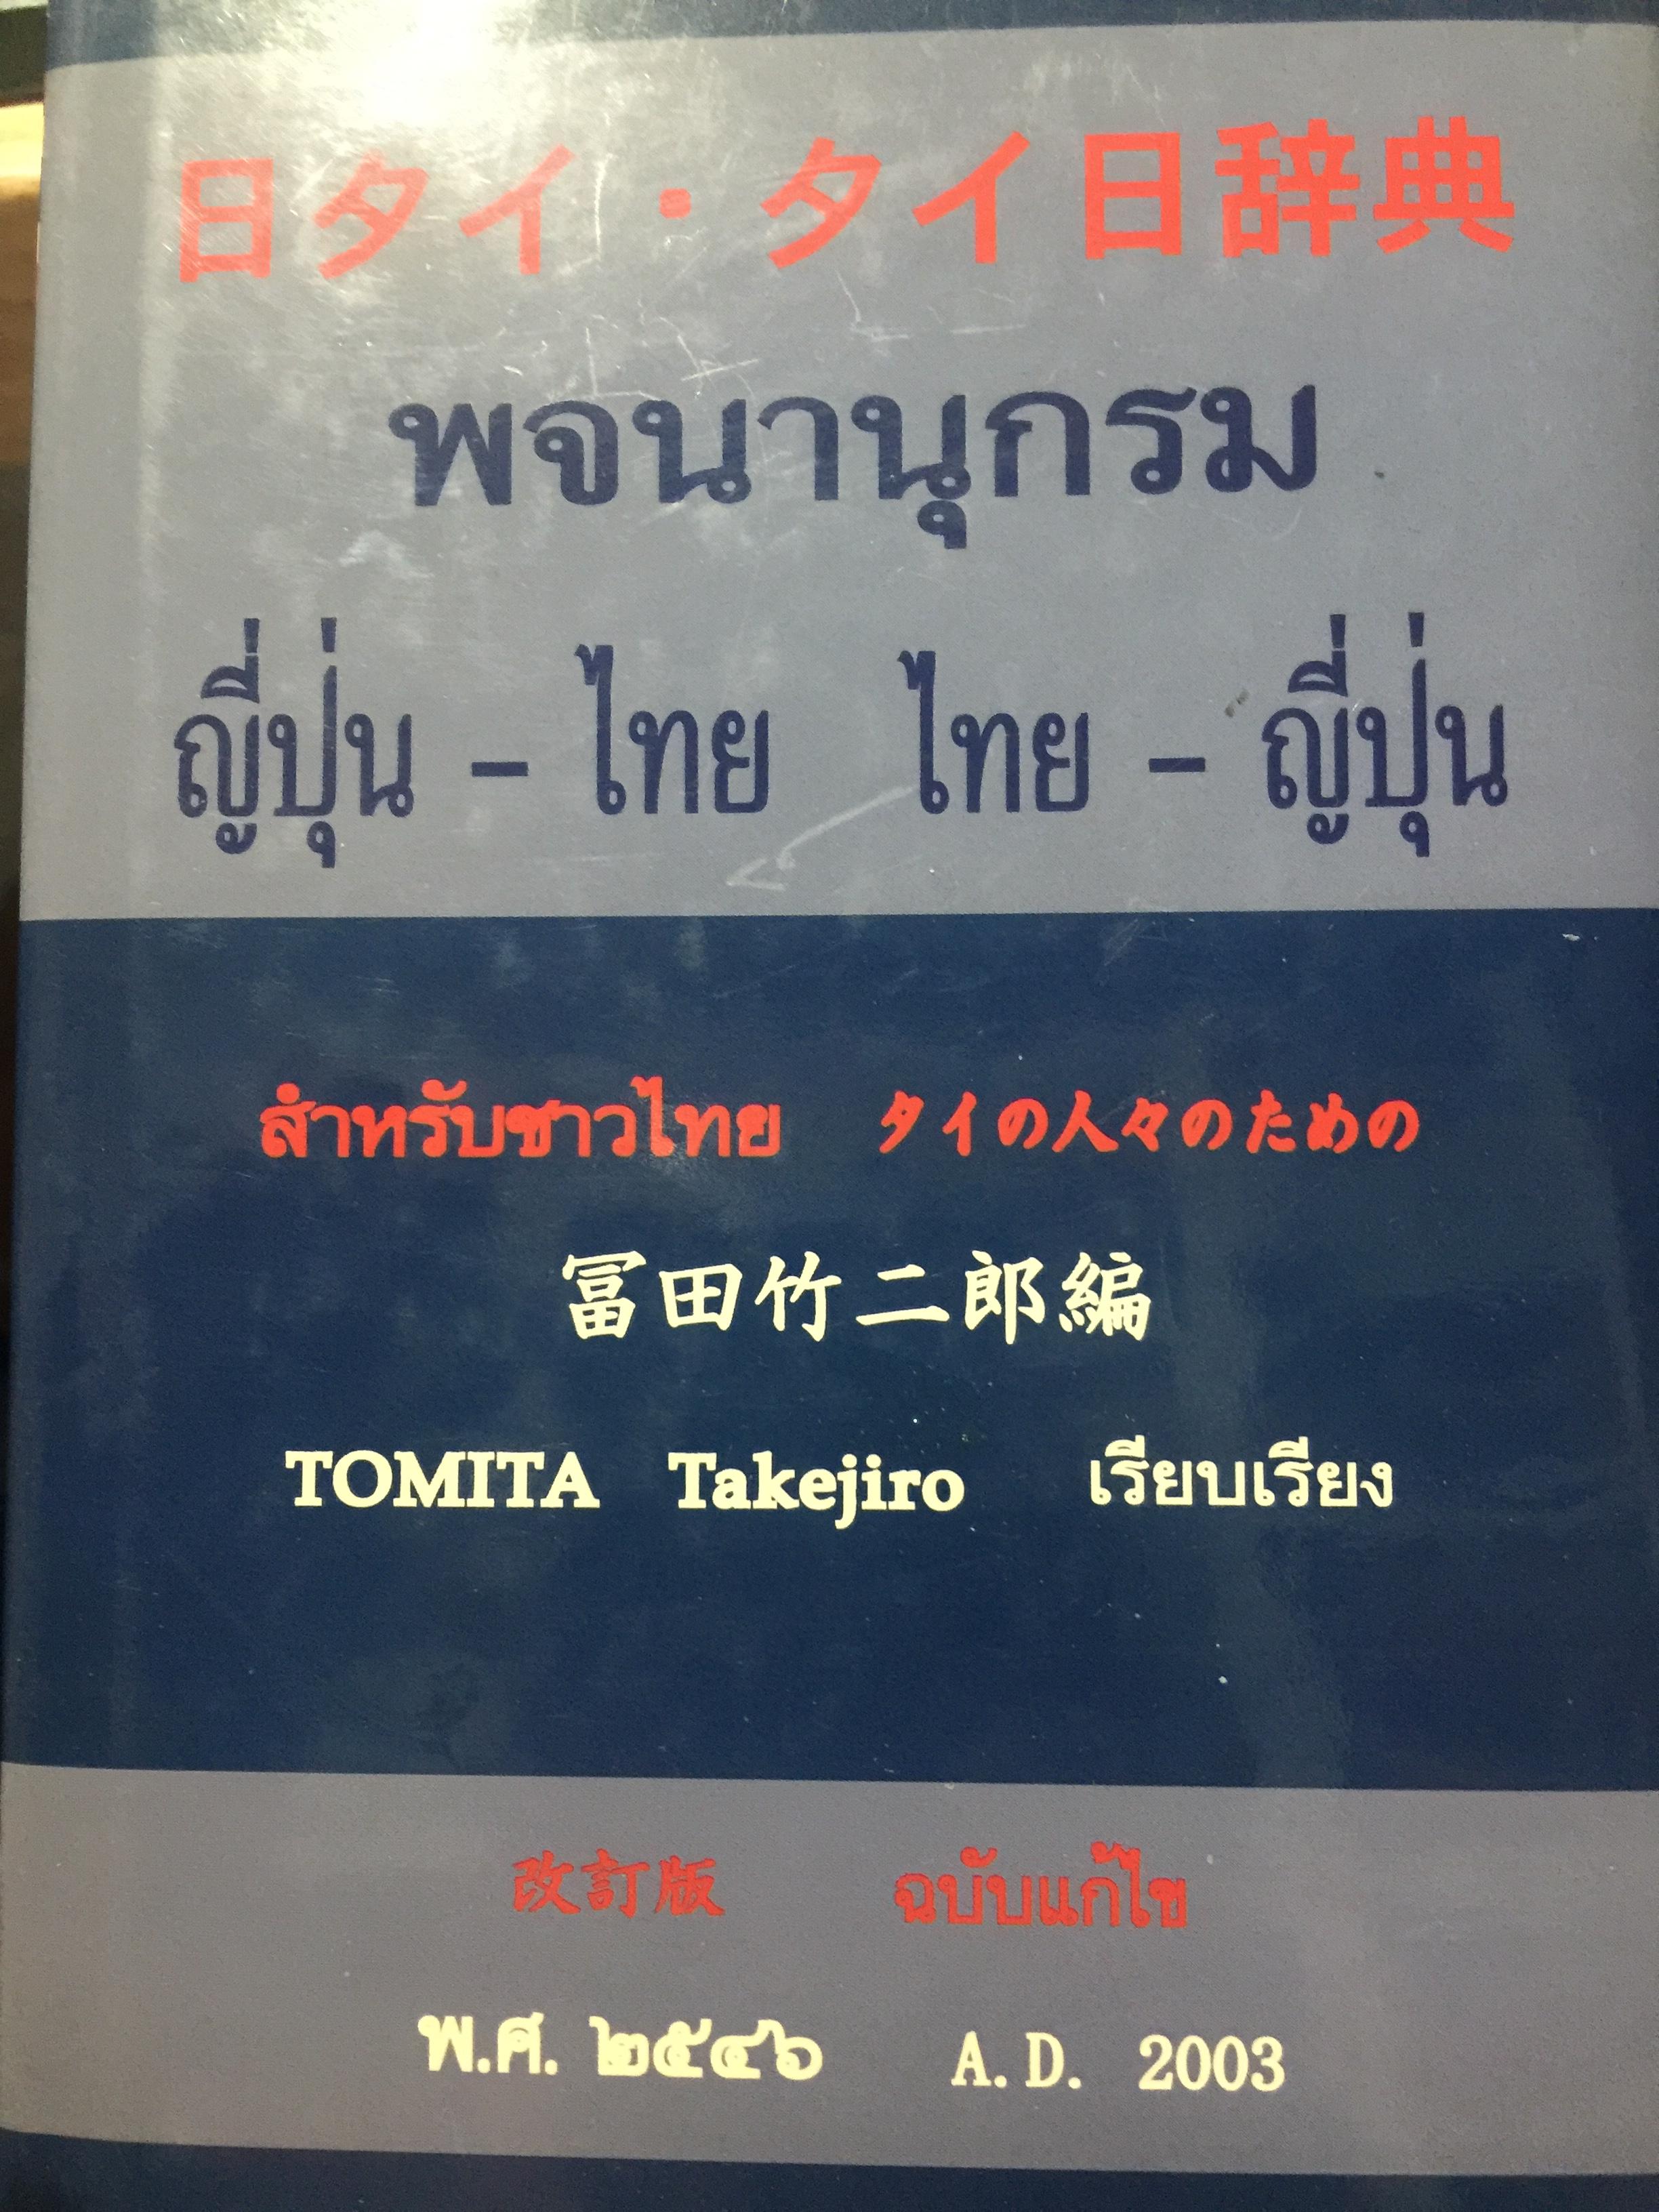 日タイ・タイ日辞典
พจนานุกรม
ญี่ปุ่น – ไทย ไทย – ญี่ปุ่น
สำหรับชาวไทย タイの人々のための
冨田竹二郎編
TOMITA Takejiro เรียบเรียง
改訂版 ฉบับแก้ไข
พ.ศ. ๒๕๔๖ A.D. 2003